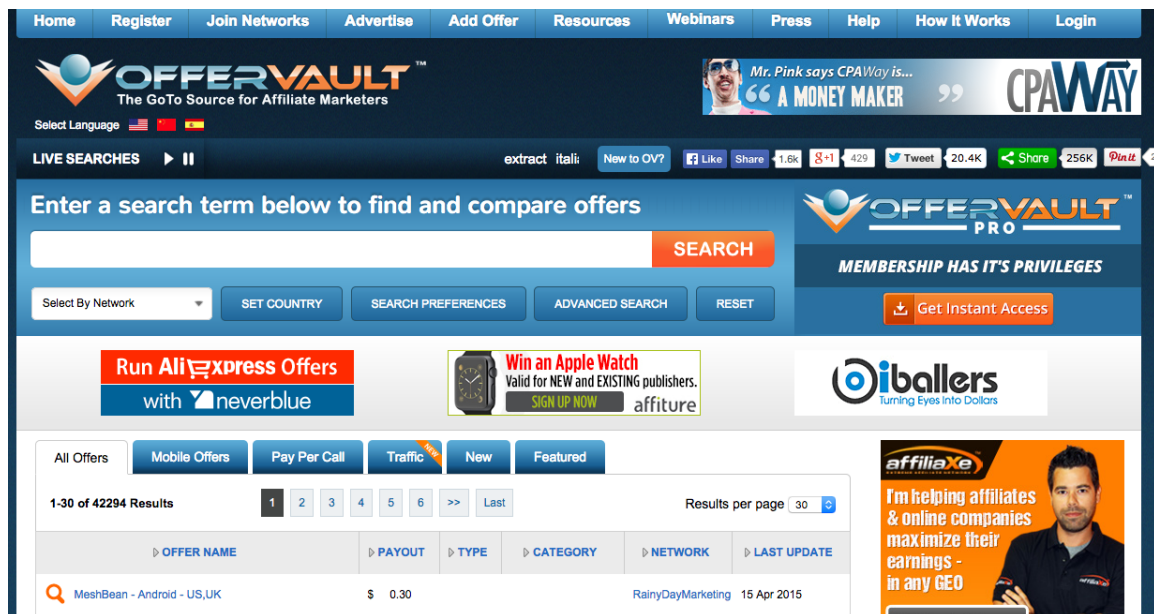 Home Register Join Networks Advertise Add Offer Resources Webinars Press Help How It Works Login
OFFERVAULT™
The GoTo Source for Affiliate Marketers
Select Language
Mr. Pink says CPAWay is...
“ A MONEY MAKER ”
CPAWAY
LIVE SEARCHES
extract itali
New to OV?
Like Share 1.6k
g+1 429
Tweet 20.4K
Share 256K
Pin it
Enter a search term below to find and compare offers
SEARCH
Select By Network SET COUNTRY SEARCH PREFERENCES ADVANCED SEARCH RESET
OFFERVAULT™
PRO
MEMBERSHIP HAS IT'S PRIVILEGES
Get Instant Access
Run AliExpress Offers
with neverblue
Win an Apple Watch
Valid for NEW and EXISTING publishers.
SIGN UP NOW affiture
iballers
Turning Eyes Into Dollars
All Offers Mobile Offers Pay Per Call Traffic NEW New Featured
1-30 of 42294 Results 1 2 3 4 5 6 >> Last Results per page 30
OFFER NAME PAYOUT TYPE CATEGORY NETWORK LAST UPDATE
MeshBean - Android - US,UK $ 0.30 RainyDayMarketing 15 Apr 2015
affiliaXe
I'm helping affiliates
& online companies
maximize their
earnings -
in any GEO